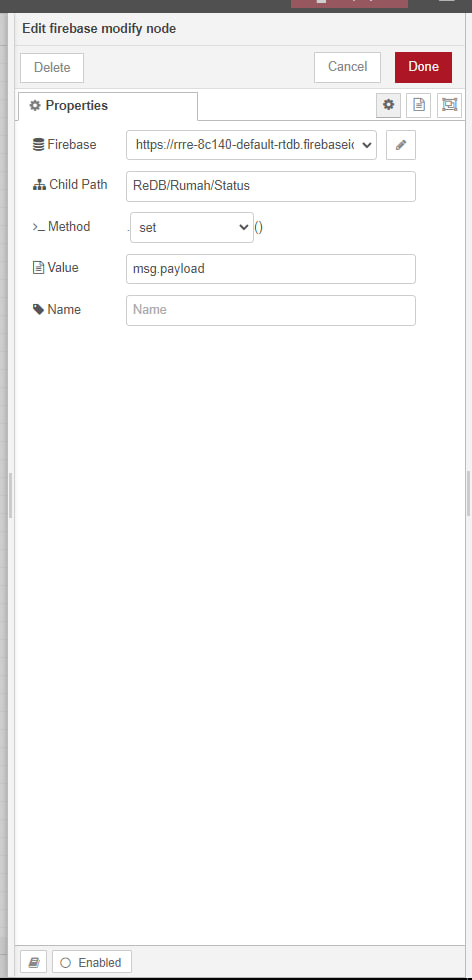 Edit firebase modify node
Delete
Cancel
Done
Properties
Firebase
https://rrre-8c140-default-rtdb.firebaseic
Child Path
ReDB/Rumah/Status
Method
.set()
Value
msg.payload
Name
Name
Enabled